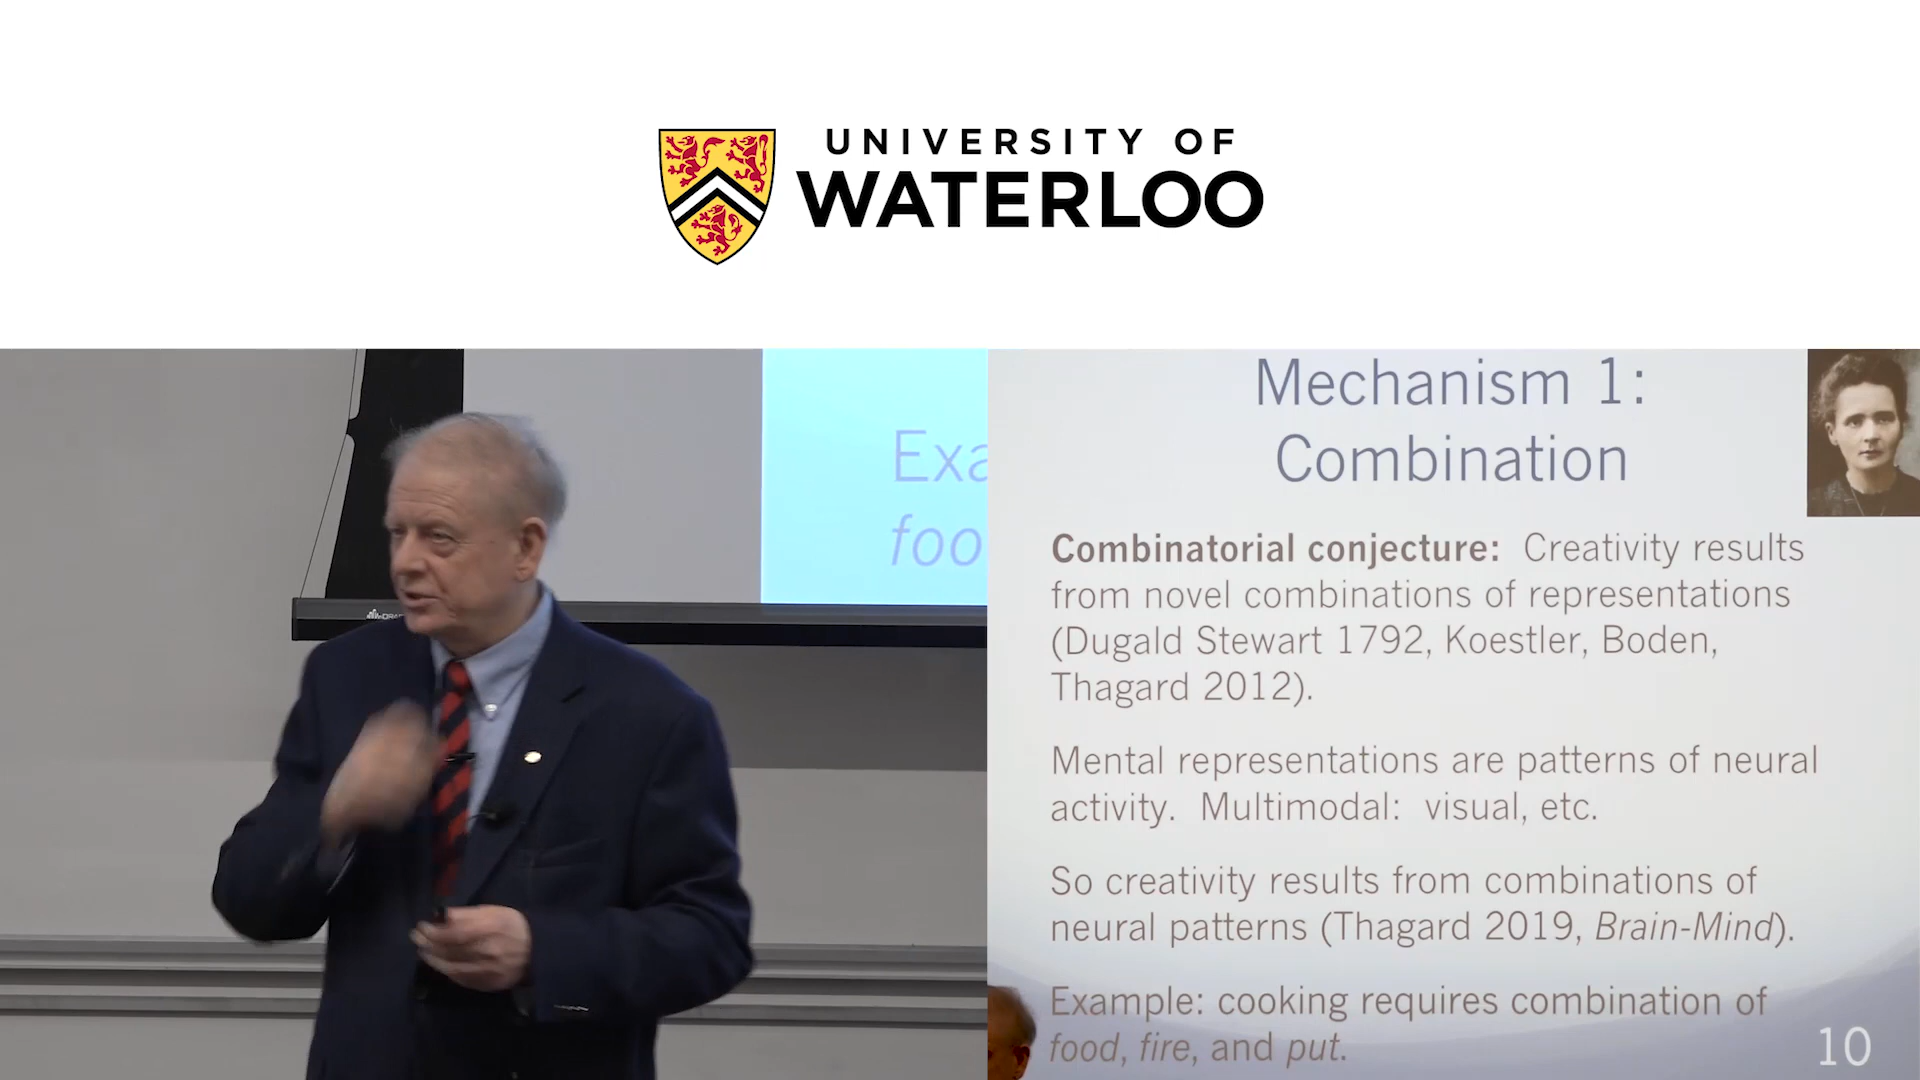 UNIVERSITY OF
WATERLOO
Exa
foo
Mechanism 1:
Combination
Combinatorial conjecture: Creativity results
from novel combinations of representations
(Dugald Stewart 1792, Koestler, Boden,
Thagard 2012).
Mental representations are patterns of neural
activity. Multimodal: visual, etc.
So creativity results from combinations of
neural patterns (Thagard 2019, Brain-Mind).
Example: cooking requires combination of
food, fire, and put.
10